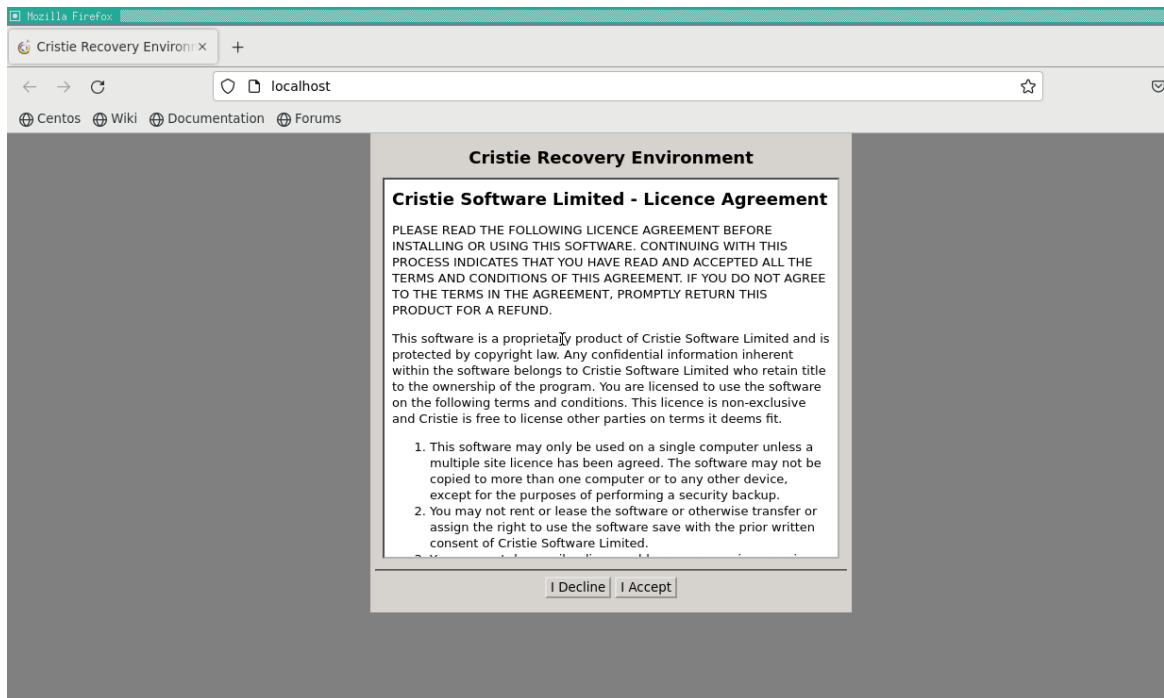 Mozilla Firefox
Cristie Recovery Environ
localhost
Centos Wiki Documentation Forums
Cristie Recovery Environment
Cristie Software Limited - Licence Agreement
PLEASE READ THE FOLLOWING LICENCE AGREEMENT BEFORE
INSTALLING OR USING THIS SOFTWARE. CONTINUING WITH THIS
PROCESS INDICATES THAT YOU HAVE READ AND ACCEPTED ALL THE
TERMS AND CONDITIONS OF THIS AGREEMENT. IF YOU DO NOT AGREE
TO THE TERMS IN THE AGREEMENT, PROMPTLY RETURN THIS
PRODUCT FOR A REFUND.
This software is a proprietary product of Cristie Software Limited and is
protected by copyright law. Any confidential information inherent
within the software belongs to Cristie Software Limited who retain title
to the ownership of the program. You are licensed to use the software
on the following terms and conditions. This licence is non-exclusive
and Cristie is free to license other parties on terms it deems fit.
1. This software may only be used on a single computer unless a
multiple site licence has been agreed. The software may not be
copied to more than one computer or to any other device,
except for the purposes of performing a security backup.
2. You may not rent or lease the software or otherwise transfer or
assign the right to use the software save with the prior written
consent of Cristie Software Limited.
I Decline I Accept